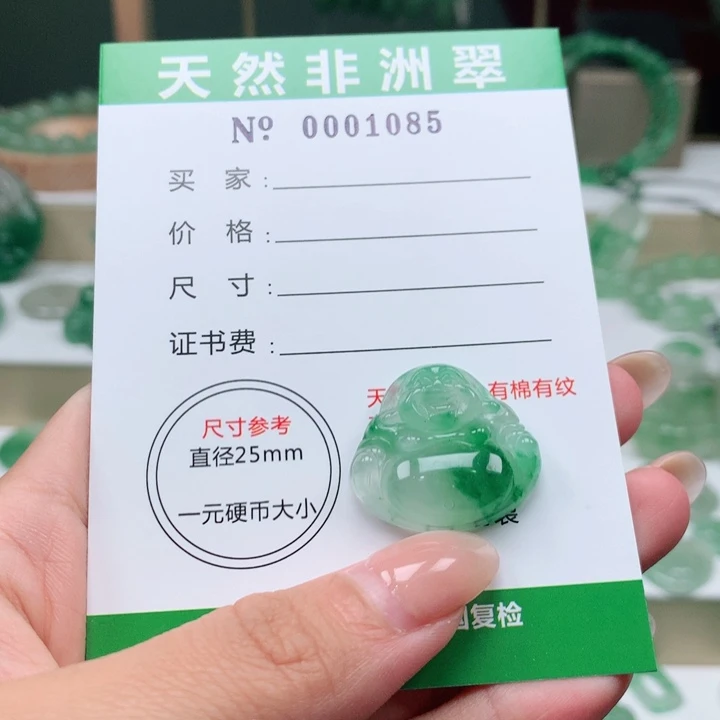 天然非洲翠
Nº 0001085
买 家：
价 格：
尺 寸：
证书费：
尺寸参考
直径25mm
一元硬币大小
天 有棉有纹
裂
复检